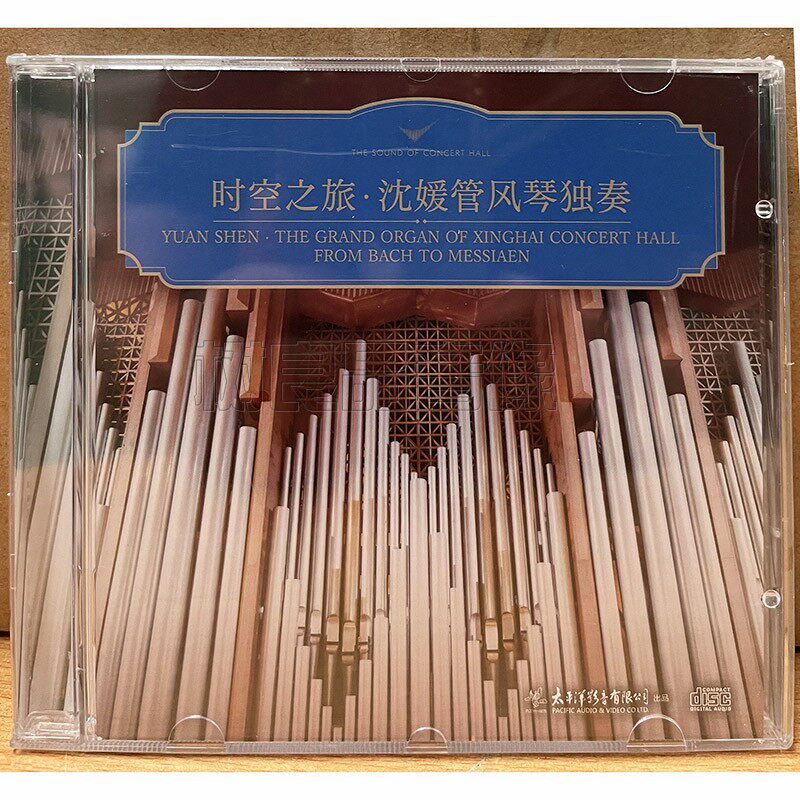 THE SOUND OF CONCERT HALL
时空之旅·沈媛管风琴独奏
YUAN SHEN · THE GRAND ORGAN OF XINGHAI CONCERT HALL
FROM BACH TO MESSIAEN
太平洋影音有限公司 出品
PACIFIC AUDIO & VIDEO CO.LTD.
COMPACT
disc
DIGITAL AUDIO